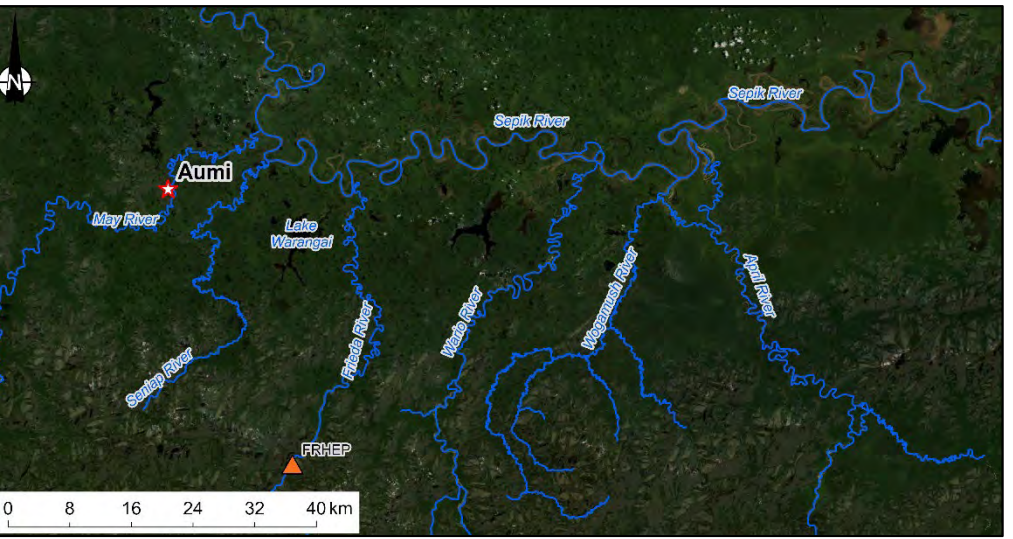 N
Sepik River
Sepik River
Aumi
May River
Lake
Warangai
Seniap River
Frieda River
Wario River
Wogamush River
April River
FRHEP
0 8 16 24 32 40 km